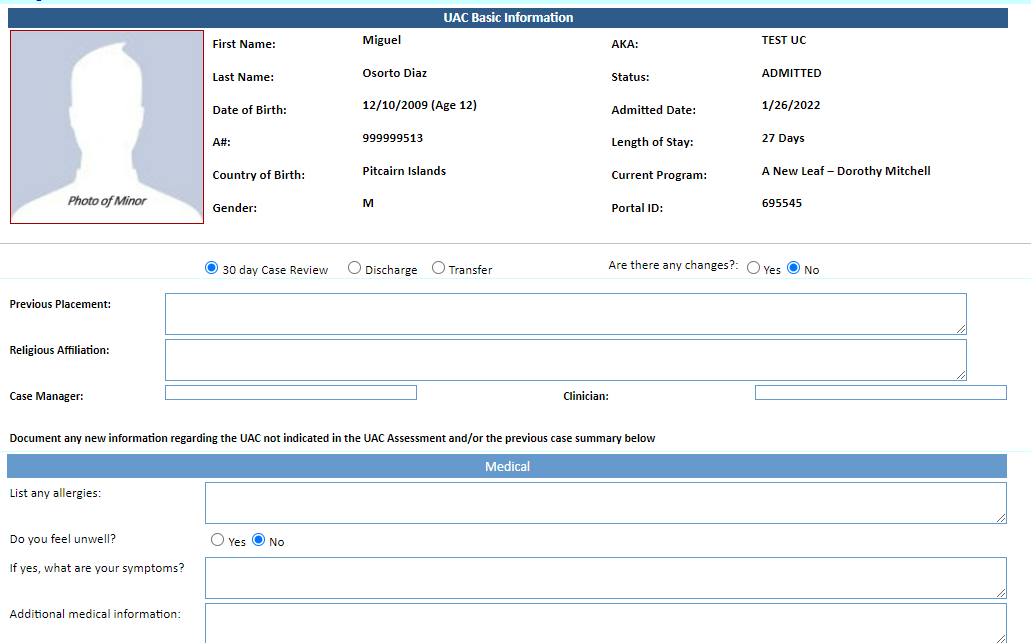 UAC Basic Information
First Name: Miguel AKA: TEST UC
Last Name: Osorto Diaz Status: ADMITTED
Date of Birth: 12/10/2009 (Age 12) Admitted Date: 1/26/2022
A#: 999999513 Length of Stay: 27 Days
Country of Birth: Pitcairn Islands Current Program: A New Leaf – Dorothy Mitchell
Photo of Minor
Gender: M Portal ID: 695545
30 day Case Review Discharge Transfer Are there any changes?: Yes No
Previous Placement:
Religious Affiliation:
Case Manager: Clinician:
Document any new information regarding the UAC not indicated in the UAC Assessment and/or the previous case summary below
Medical
List any allergies:
Do you feel unwell? Yes No
If yes, what are your symptoms?
Additional medical information: